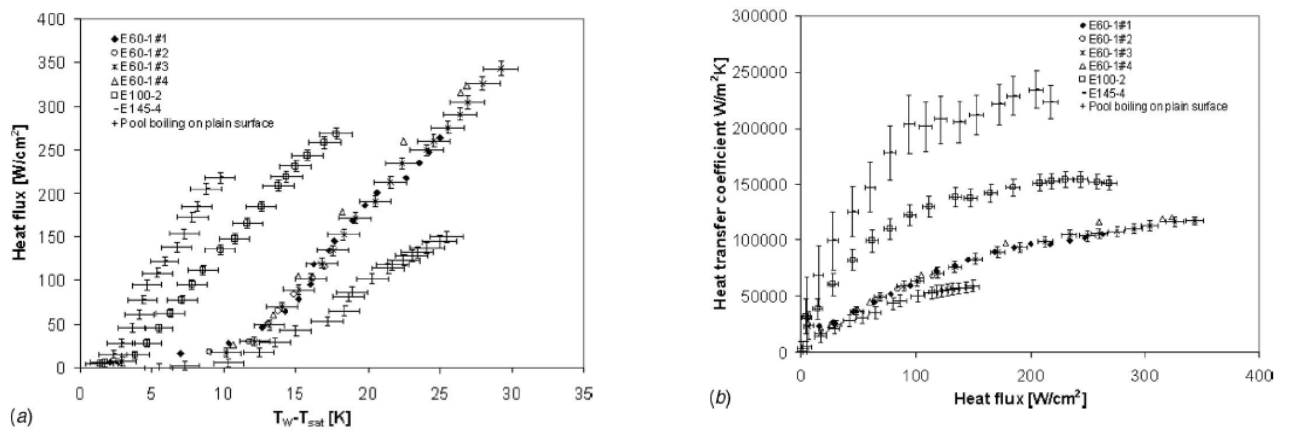 400
350
300
250
200
150
100
50
0
Heat flux [W/cm²]
E60-1#1
E60-1#2
E60-1#3
E60-1#4
E100-2
E145-4
Pool boiling on plain surface
0 5 10 15 20 25 30 35
T_W-T_sat [K]
(a)
300000
250000
200000
150000
100000
50000
0
Heat transfer coefficient W/m²K
E60-1#1
E60-1#2
E60-1#3
E60-1#4
E100-2
E145-4
Pool boiling on plain surface
0 100 200 300 400
Heat flux [W/cm²]
(b)